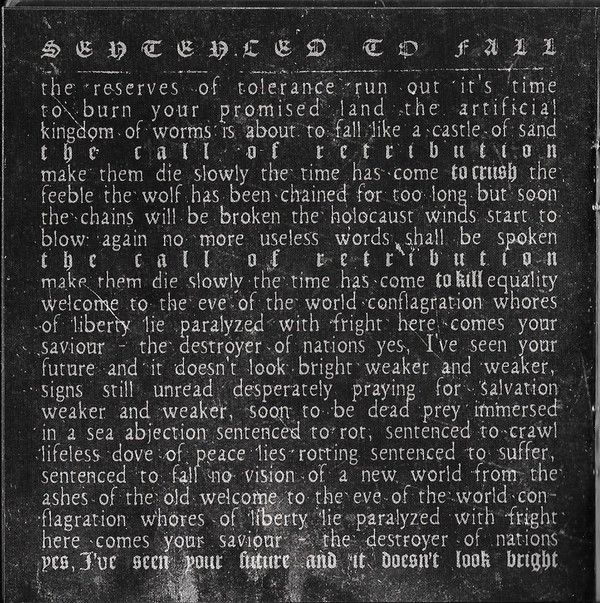 SENTENCED TO FALL
the reserves of tolerance run out it's time
to burn your promised land the artificial
kingdom of worms is about to fall like a castle of sand
the call of retribution
make them die slowly the time has come to crush the
feeble the wolf has been chained for too long but soon
the chains will be broken the holocaust winds start to
blow again no more useless words shall be spoken
the call of retribution
make them die slowly the time has come to kill equality
welcome to the eve of the world conflagration whores
of liberty lie paralyzed with fright here comes your
saviour - the destroyer of nations yes, I've seen your
future and it doesn't look bright weaker and weaker,
signs still unread desperately praying for salvation
weaker and weaker, soon to be dead prey immersed
in a sea abjection sentenced to rot, sentenced to crawl
lifeless dove of peace lies rotting sentenced to suffer,
sentenced to fall no vision of a new world from the
ashes of the old welcome to the eve of the world con-
flagration whores of liberty lie paralyzed with fright
here comes your saviour - the destroyer of nations
yes, I've seen your future and it doesn't look bright